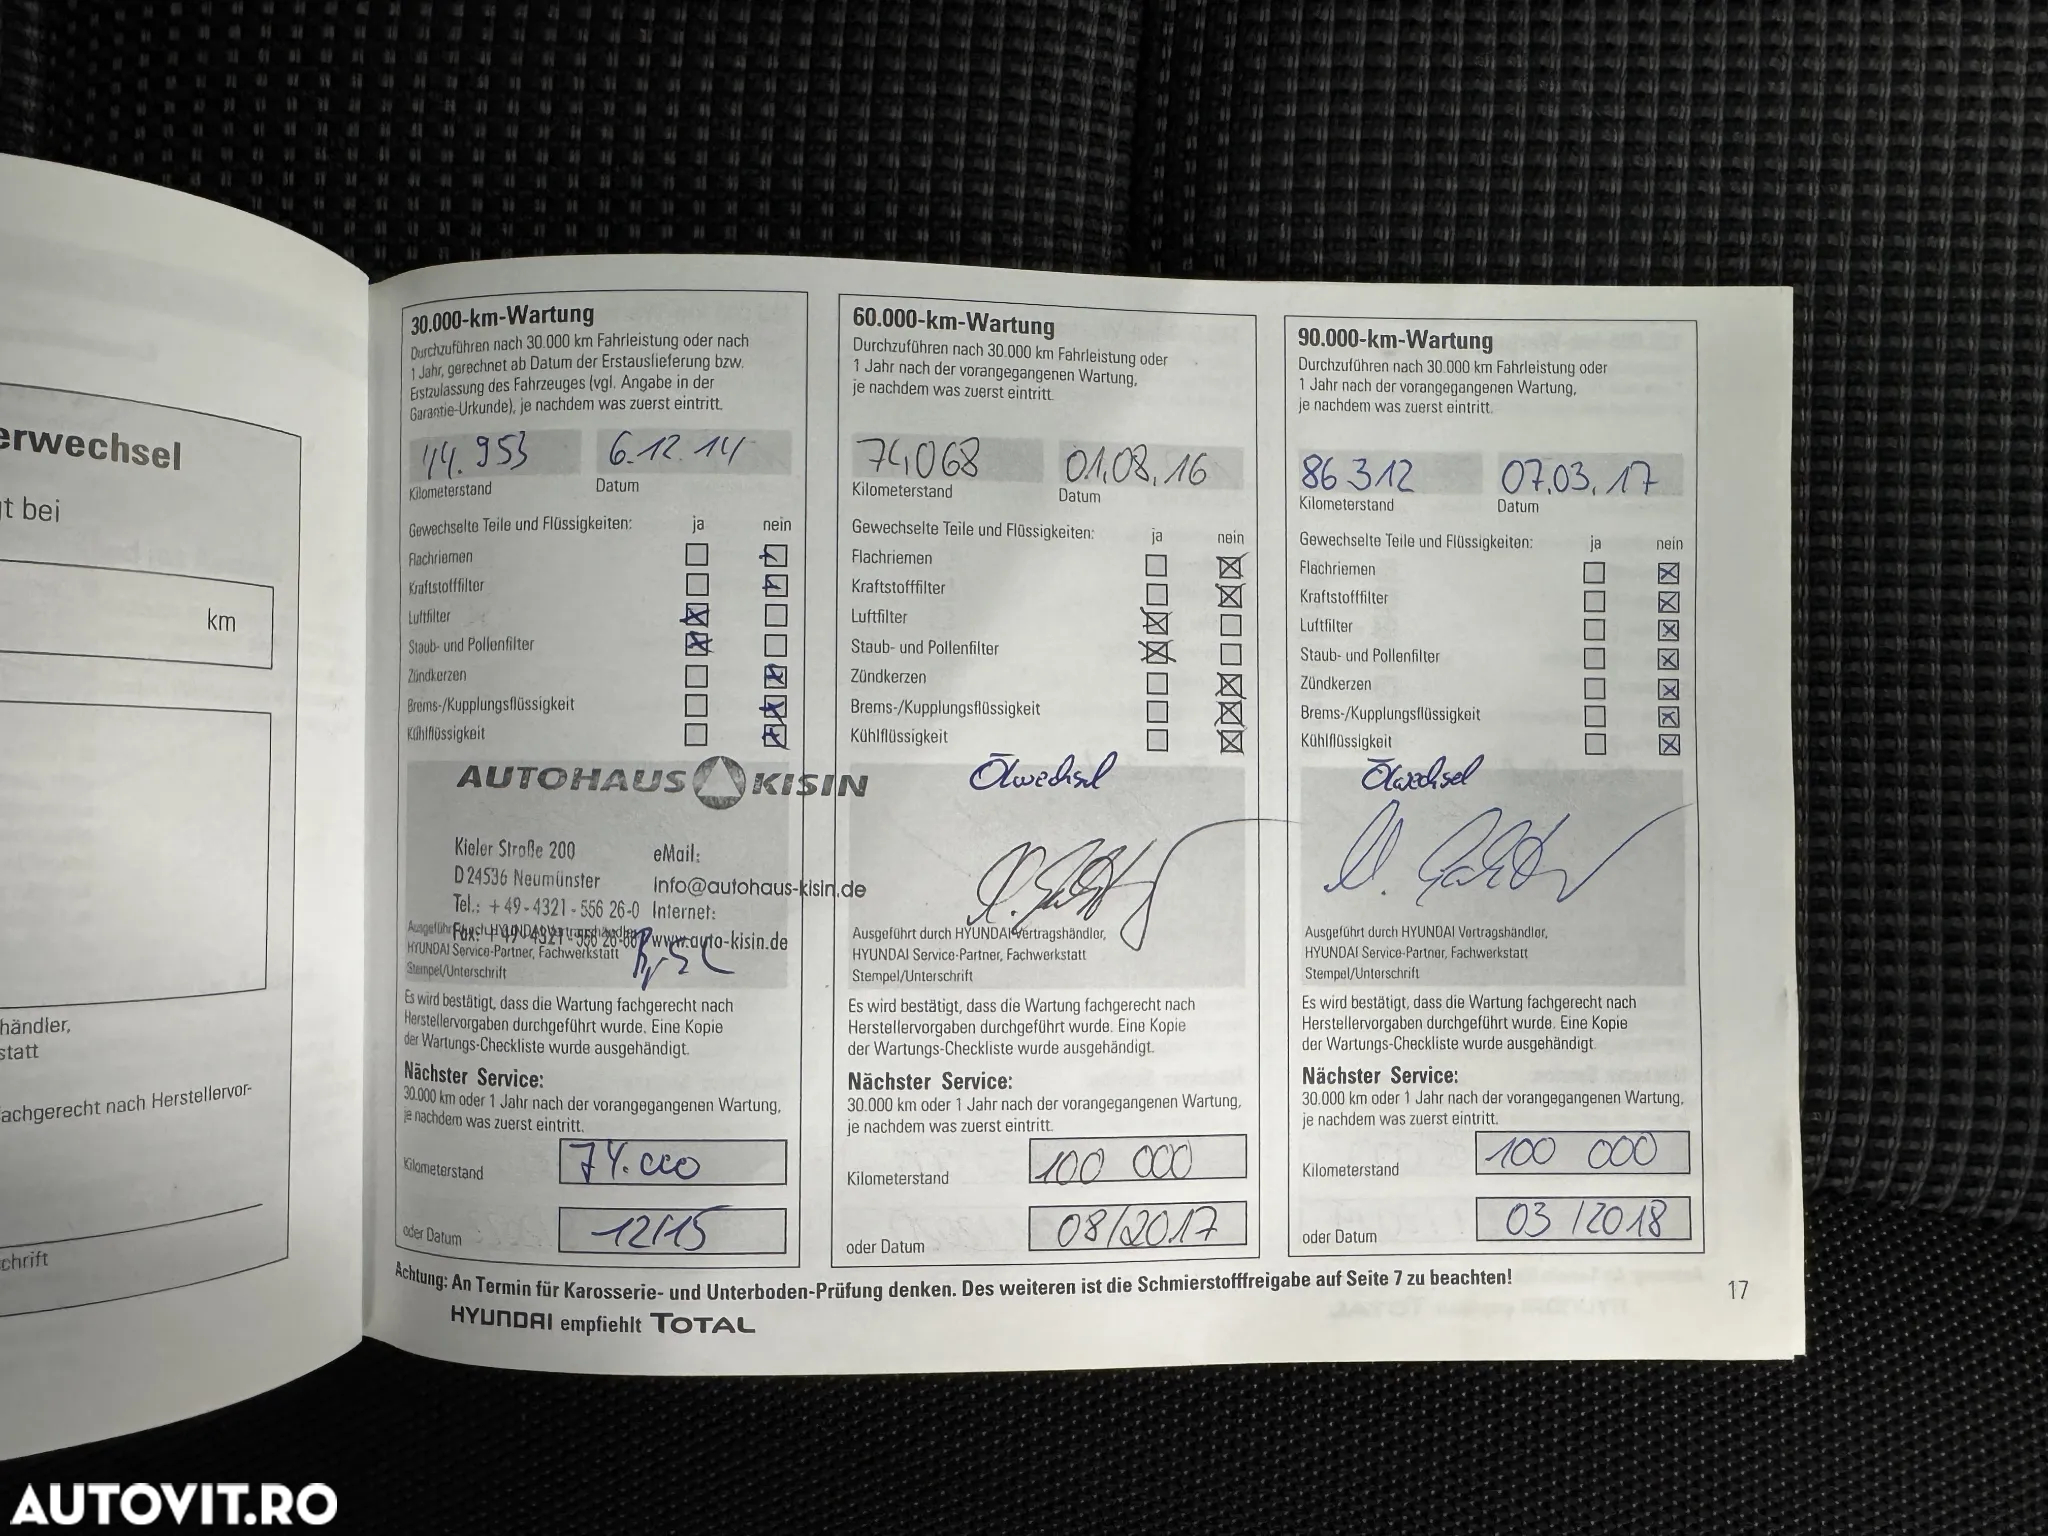 erwechsel
t bei
km
händler,
statt
achgerecht nach Herstellervor-
chrift
30.000-km-Wartung
Durchzuführen nach 30.000 km Fahrleistung oder nach
1 Jahr, gerechnet ab Datum der Erstauslieferung bzw.
Erstzulassung des Fahrzeuges (vgl. Angabe in der
Garantie-Urkunde), je nachdem was zuerst eintritt.
44.953 6.12.14
Kilometerstand Datum
Gewechselte Teile und Flüssigkeiten: ja nein
Flachriemen
Kraftstofffilter
Luftfilter
Staub- und Pollenfilter
Zündkerzen
Brems-/Kupplungsflüssigkeit
Kühlflüssigkeit
AUTOHAUS KISIN
Kieler Straße 200 eMail:
D 24536 Neumünster Info@autohaus-kisin.de
Tel.: +49-4321-556 26-0 Internet:
Fax: +49-4321-556 26-66 www.auto-kisin.de
Ausgeführt durch HYUNDAI Vertragshändler,
HYUNDAI Service-Partner, Fachwerkstatt
Stempel/Unterschrift
Es wird bestätigt, dass die Wartung fachgerecht nach
Herstellervorgaben durchgeführt wurde. Eine Kopie
der Wartungs-Checkliste wurde ausgehändigt.
Nächster Service:
30.000 km oder 1 Jahr nach der vorangegangenen Wartung,
je nachdem was zuerst eintritt.
Kilometerstand 74.000
oder Datum 12/15
60.000-km-Wartung
Durchzuführen nach 30.000 km Fahrleistung oder
1 Jahr nach der vorangegangenen Wartung,
je nachdem was zuerst eintritt.
74,068 01.08.16
Kilometerstand Datum
Gewechselte Teile und Flüssigkeiten: ja nein
Flachriemen
Kraftstofffilter
Luftfilter
Staub- und Pollenfilter
Zündkerzen
Brems-/Kupplungsflüssigkeit
Kühlflüssigkeit
Ölwechsel
Ausgeführt durch HYUNDAI Vertragshändler,
HYUNDAI Service-Partner, Fachwerkstatt
Stempel/Unterschrift
Es wird bestätigt, dass die Wartung fachgerecht nach
Herstellervorgaben durchgeführt wurde. Eine Kopie
der Wartungs-Checkliste wurde ausgehändigt.
Nächster Service:
30.000 km oder 1 Jahr nach der vorangegangenen Wartung,
je nachdem was zuerst eintritt.
Kilometerstand 100 000
oder Datum 08/2017
90.000-km-Wartung
Durchzuführen nach 30.000 km Fahrleistung oder
1 Jahr nach der vorangegangenen Wartung,
je nachdem was zuerst eintritt.
86 312 07.03.17
Kilometerstand Datum
Gewechselte Teile und Flüssigkeiten: ja nein
Flachriemen
Kraftstofffilter
Luftfilter
Staub- und Pollenfilter
Zündkerzen
Brems-/Kupplungsflüssigkeit
Kühlflüssigkeit
Ölwechsel
Ausgeführt durch HYUNDAI Vertragshändler,
HYUNDAI Service-Partner, Fachwerkstatt
Stempel/Unterschrift
Es wird bestätigt, dass die Wartung fachgerecht nach
Herstellervorgaben durchgeführt wurde. Eine Kopie
der Wartungs-Checkliste wurde ausgehändigt.
Nächster Service:
30.000 km oder 1 Jahr nach der vorangegangenen Wartung,
je nachdem was zuerst eintritt.
Kilometerstand 100 000
oder Datum 03/2018
Achtung: An Termin für Karosserie- und Unterboden-Prüfung denken. Des weiteren ist die Schmierstofffreigabe auf Seite 7 zu beachten!
HYUNDAI empfiehlt TOTAL
17
AUTOVIT.RO